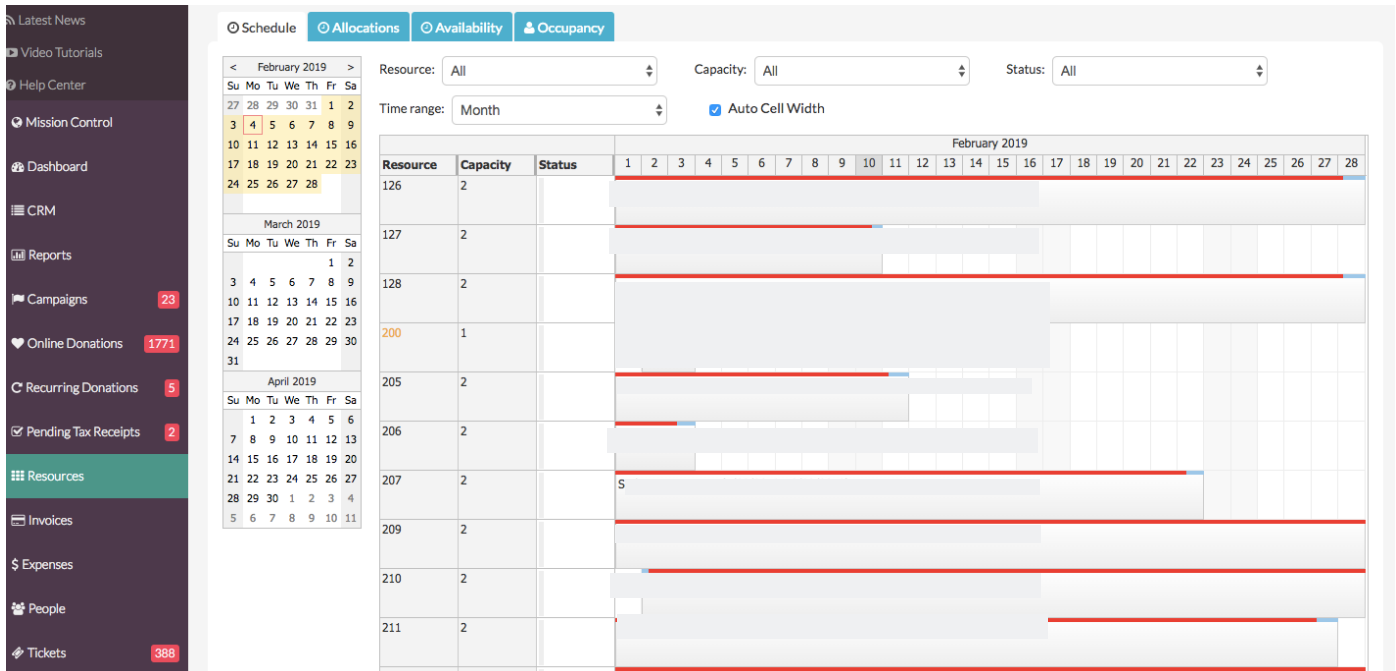 Latest News
Video Tutorials
Help Center
Mission Control
Dashboard
CRM
Reports
Campaigns 23
Online Donations 1771
Recurring Donations 5
Pending Tax Receipts 2
Resources
Invoices
$ Expenses
People
Tickets 388
Schedule Allocations Availability Occupancy
< February 2019 >
Su Mo Tu We Th Fr Sa
27 28 29 30 31 1 2
3 4 5 6 7 8 9
10 11 12 13 14 15 16
17 18 19 20 21 22 23
24 25 26 27 28
March 2019
Su Mo Tu We Th Fr Sa
1 2
3 4 5 6 7 8 9
10 11 12 13 14 15 16
17 18 19 20 21 22 23
24 25 26 27 28 29 30
31
April 2019
Su Mo Tu We Th Fr Sa
1 2 3 4 5 6
7 8 9 10 11 12 13
14 15 16 17 18 19 20
21 22 23 24 25 26 27
28 29 30 1 2 3 4
5 6 7 8 9 10 11
Resource: All Capacity: All Status: All
Time range: Month Auto Cell Width
February 2019
Resource Capacity Status 1 2 3 4 5 6 7 8 9 10 11 12 13 14 15 16 17 18 19 20 21 22 23 24 25 26 27 28
126 2
127 2
128 2
200 1
205 2
206 2
207 2 S
209 2
210 2
211 2